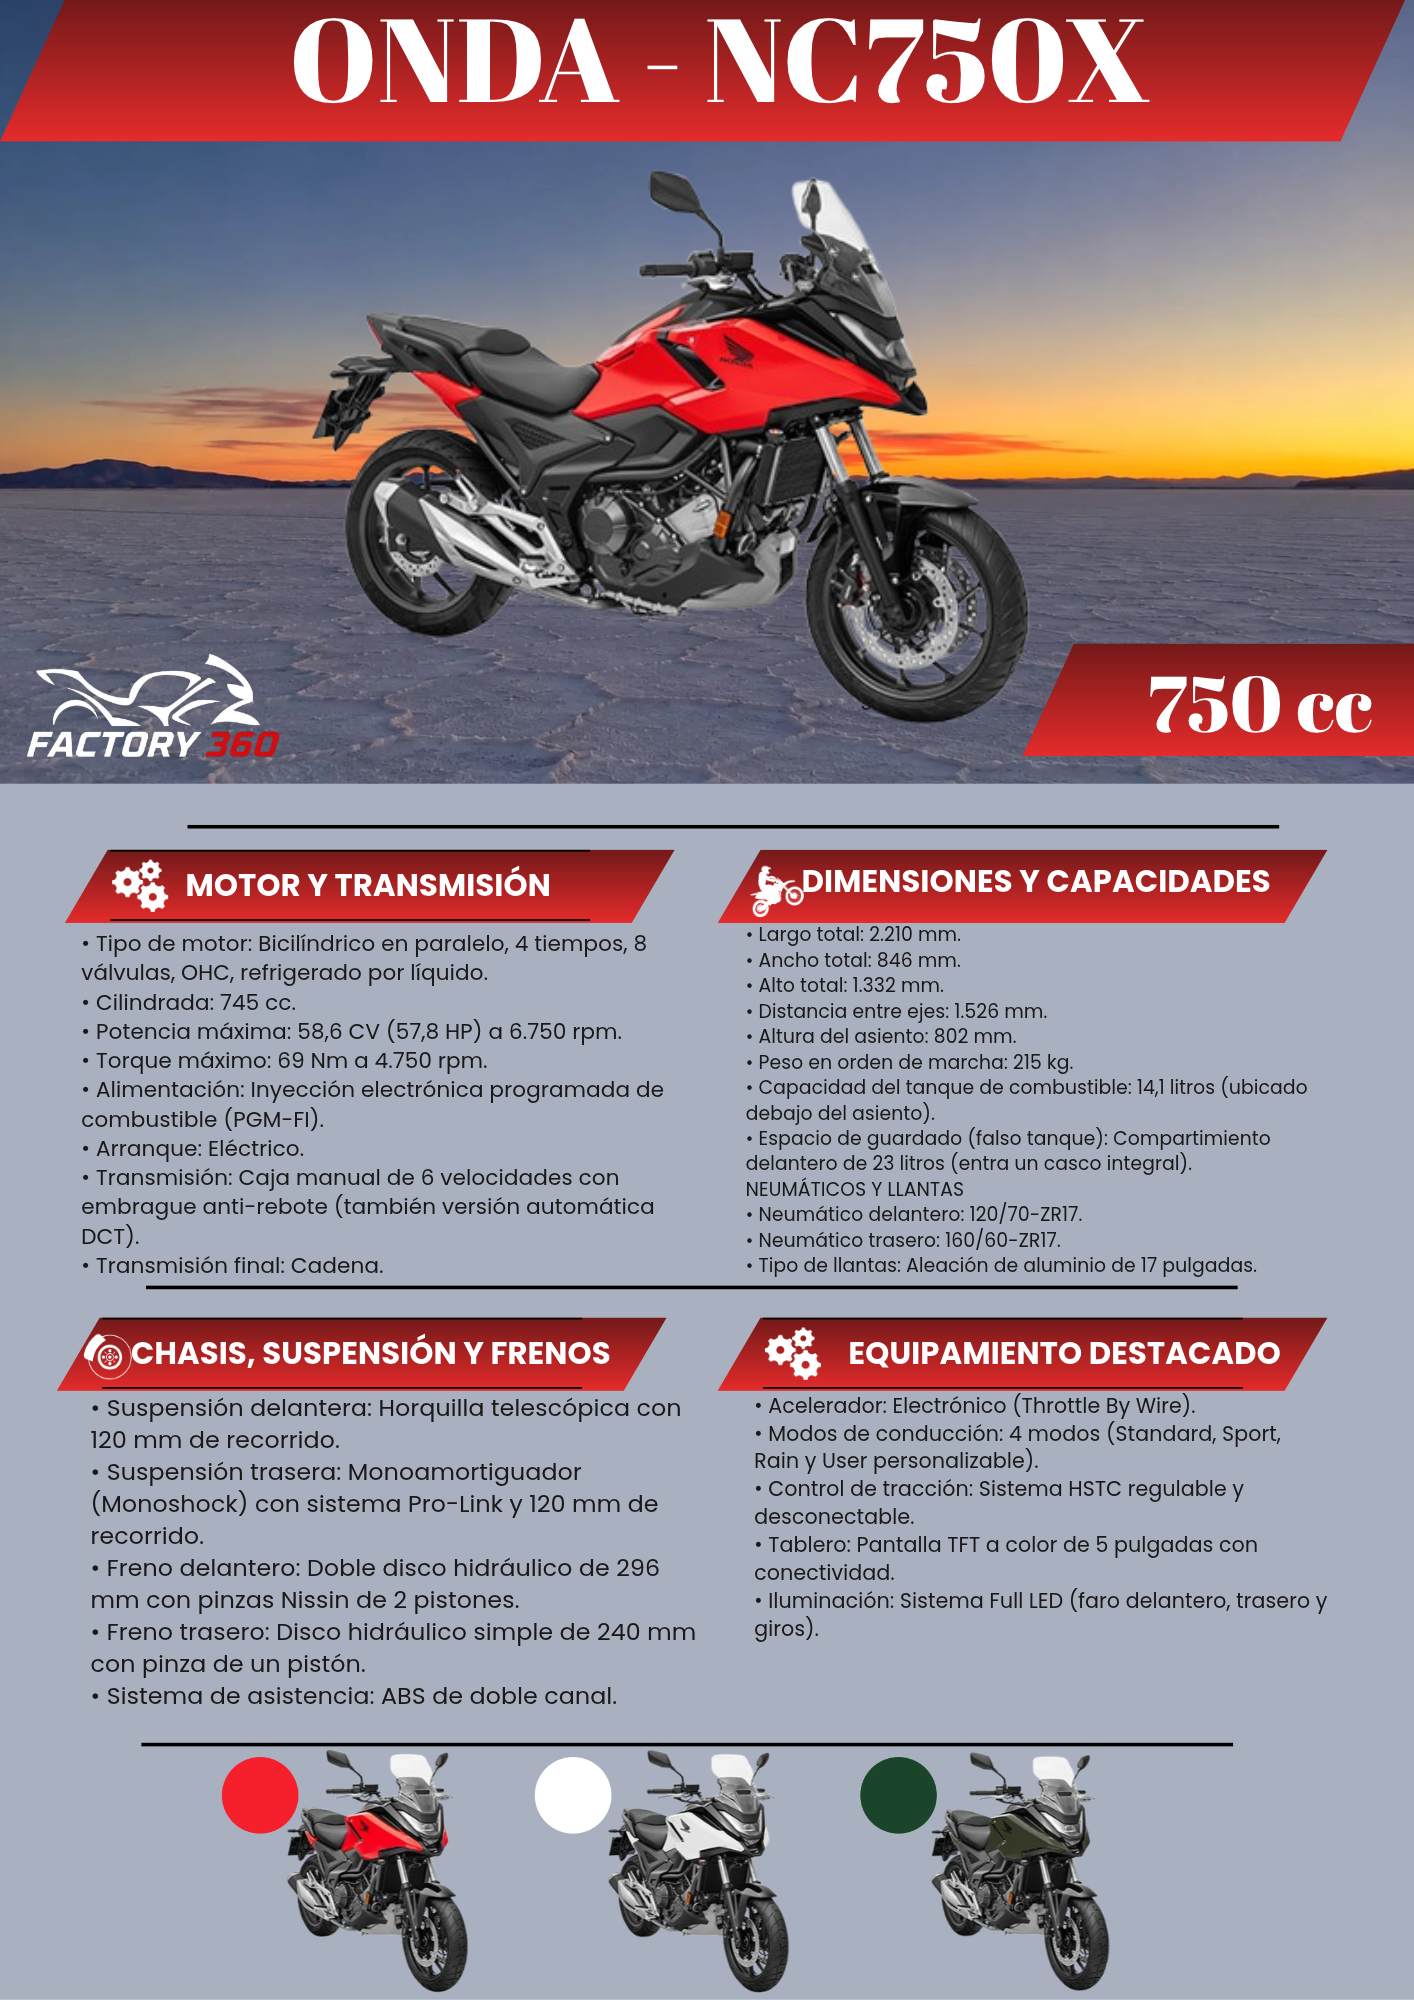 ONDA - NC750X
HONDA
FACTORY 360
750 cc
MOTOR Y TRANSMISIÓN
• Tipo de motor: Bicilíndrico en paralelo, 4 tiempos, 8
válvulas, OHC, refrigerado por líquido.
• Cilindrada: 745 cc.
• Potencia máxima: 58,6 CV (57,8 HP) a 6.750 rpm.
• Torque máximo: 69 Nm a 4.750 rpm.
• Alimentación: Inyección electrónica programada de
combustible (PGM-FI).
• Arranque: Eléctrico.
• Transmisión: Caja manual de 6 velocidades con
embrague anti-rebote (también versión automática
DCT).
• Transmisión final: Cadena.
DIMENSIONES Y CAPACIDADES
• Largo total: 2.210 mm.
• Ancho total: 846 mm.
• Alto total: 1.332 mm.
• Distancia entre ejes: 1.526 mm.
• Altura del asiento: 802 mm.
• Peso en orden de marcha: 215 kg.
• Capacidad del tanque de combustible: 14,1 litros (ubicado
debajo del asiento).
• Espacio de guardado (falso tanque): Compartimiento
delantero de 23 litros (entra un casco integral).
NEUMÁTICOS Y LLANTAS
• Neumático delantero: 120/70-ZR17.
• Neumático trasero: 160/60-ZR17.
• Tipo de llantas: Aleación de aluminio de 17 pulgadas.
CHASIS, SUSPENSIÓN Y FRENOS
• Suspensión delantera: Horquilla telescópica con
120 mm de recorrido.
• Suspensión trasera: Monoamortiguador
(Monoshock) con sistema Pro-Link y 120 mm de
recorrido.
• Freno delantero: Doble disco hidráulico de 296
mm con pinzas Nissin de 2 pistones.
• Freno trasero: Disco hidráulico simple de 240 mm
con pinza de un pistón.
• Sistema de asistencia: ABS de doble canal.
EQUIPAMIENTO DESTACADO
• Acelerador: Electrónico (Throttle By Wire).
• Modos de conducción: 4 modos (Standard, Sport,
Rain y User personalizable).
• Control de tracción: Sistema HSTC regulable y
desconectable.
• Tablero: Pantalla TFT a color de 5 pulgadas con
conectividad.
• Iluminación: Sistema Full LED (faro delantero, trasero y
giros).